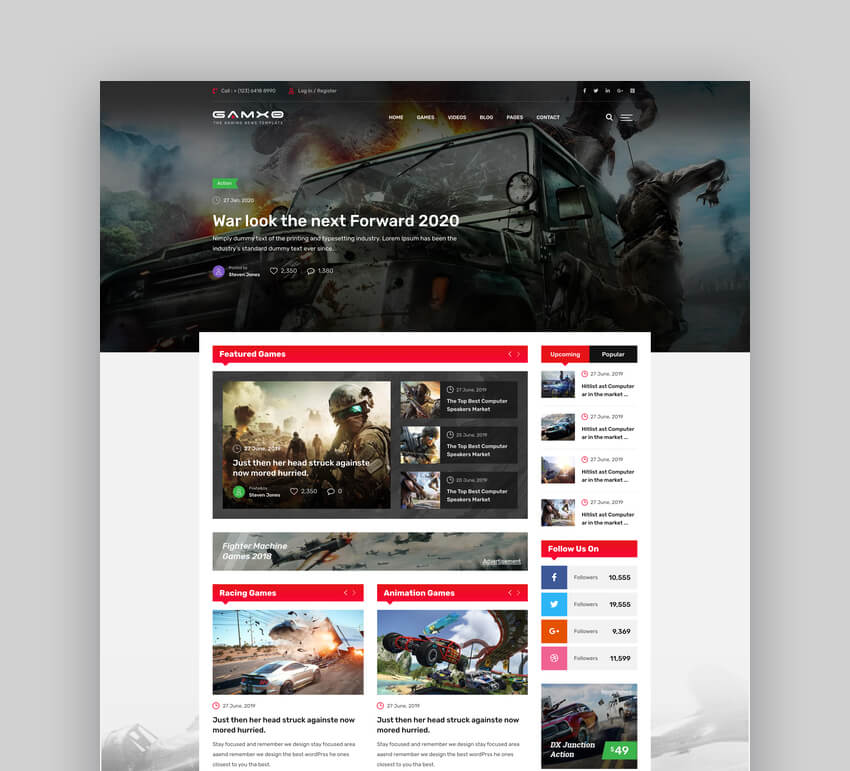 Call : + (123) 6418 8990
Log in / Register
GAMXO
THE GAMING NEWS TEMPLATE
HOME
GAMES
VIDEOS
BLOG
PAGES
CONTACT
Action
27 Jan, 2020
War look the next Forward 2020
Nimply dummy text of the printing and typesetting industry. Lorem Ipsum has been the
industry's standard dummy text ever since.
Posted by
Steven Jones
2,350
1,380
Featured Games
27 June, 2019
Just then her head struck againste
now mored hurried.
Posted by
Steven Jones
2,350
0
27 June, 2019
The Top Best Computer
Speakers Market
25 June, 2019
The Top Best Computer
Speakers Market
20 June, 2019
The Top Best Computer
Speakers Market
Upcoming
Popular
27 June, 2019
Hitlist ast Computer
ar in the market ...
27 June, 2019
Hitlist ast Computer
ar in the market ...
27 June, 2019
Hitlist ast Computer
ar in the market ...
27 June, 2019
Hitlist ast Computer
ar in the market ...
Fighter Machine
Games 2018
Advertisement
Follow Us On
Followers 10,555
Followers 19,555
Followers 9,369
Followers 11,599
Racing Games
27 June, 2019
Just then her head struck againste now
mored hurried.
Stay focused and remember we design stay focused area
aaend remember we design the best wordPrss he ones
closest to you tha best.
Animation Games
27 June, 2019
Just then her head struck againste now
mored hurried.
Stay focused and remember we design stay focused area
aaend remember we design the best wordPrss he ones
closest to you tha best.
DX Junction
Action
$49